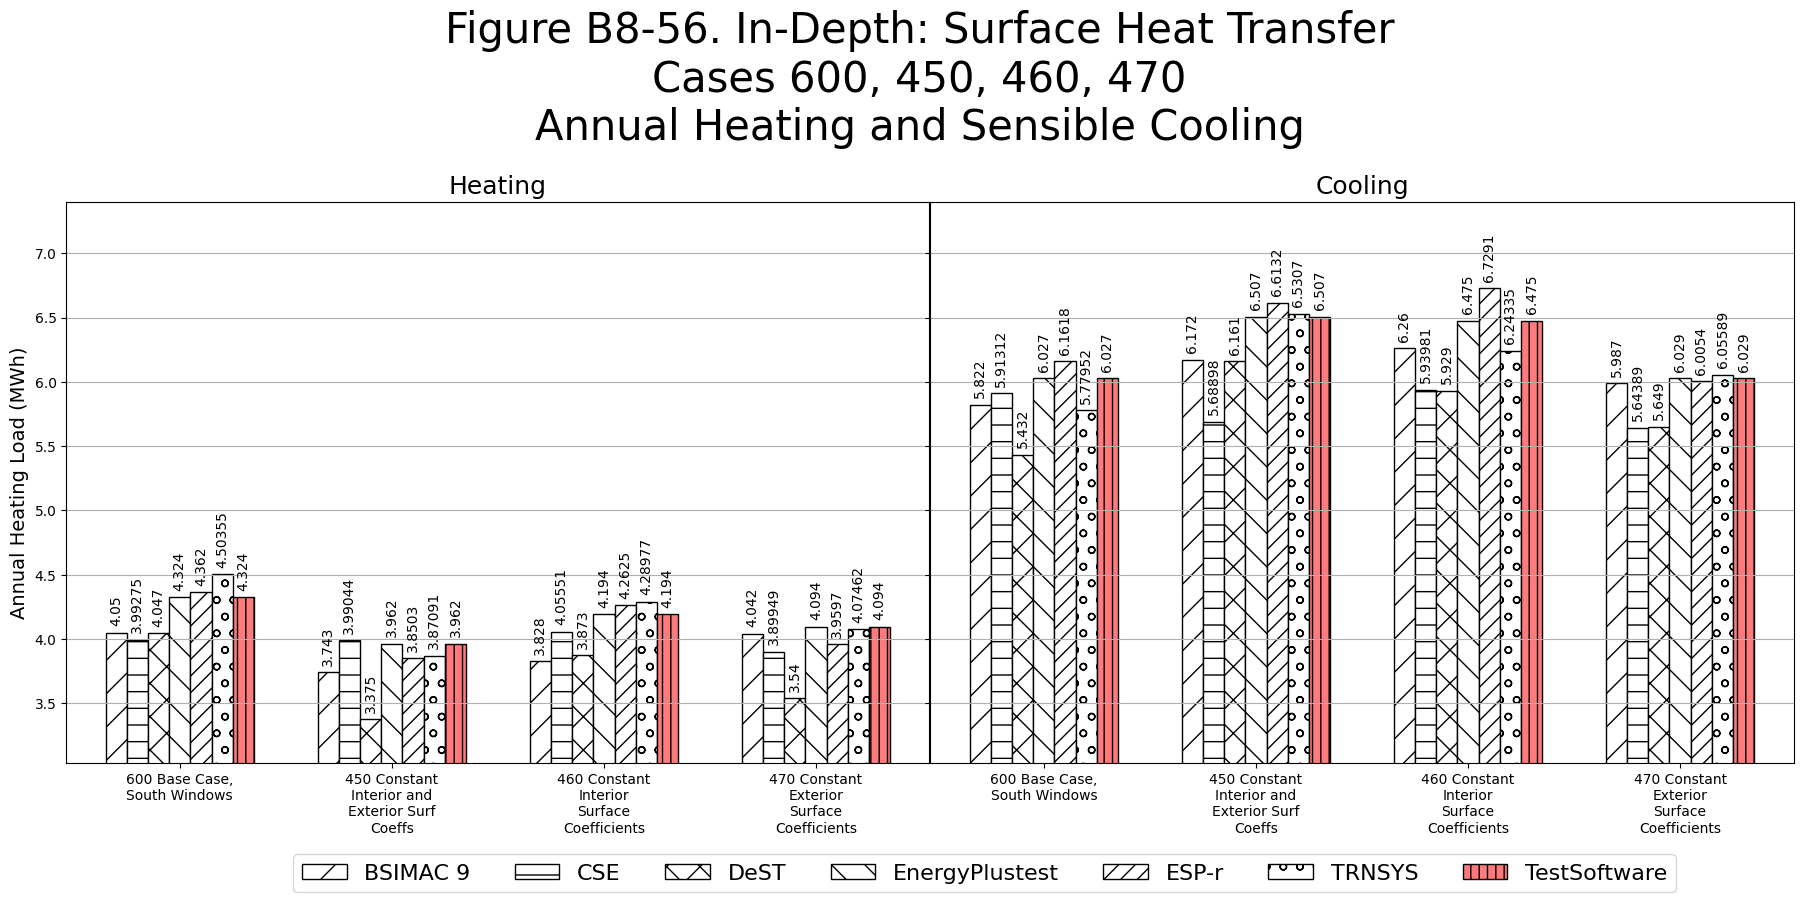 Figure B8-56. In-Depth: Surface Heat Transfer
Cases 600, 450, 460, 470
Annual Heating and Sensible Cooling
Heating
Cooling
Annual Heating Load (MWh)
7.0
6.5
6.0
5.5
5.0
4.5
4.0
3.5
4.05
3.99275
4.047
4.324
4.362
4.50355
4.324
3.743
3.99044
3.375
3.962
3.8503
3.87091
3.962
3.828
4.05551
3.873
4.194
4.2625
4.28977
4.194
4.042
3.89949
3.54
4.094
3.9597
4.07462
4.094
5.822
5.91312
5.432
6.027
6.1618
5.77952
6.027
6.172
5.68898
6.161
6.507
6.6132
6.5307
6.507
6.26
5.93981
5.929
6.475
6.7291
6.24335
6.475
5.987
5.64389
5.649
6.029
6.0054
6.05589
6.029
600 Base Case,
South Windows
450 Constant
Interior and
Exterior Surf
Coeffs
460 Constant
Interior
Surface
Coefficients
470 Constant
Exterior
Surface
Coefficients
600 Base Case,
South Windows
450 Constant
Interior and
Exterior Surf
Coeffs
460 Constant
Interior
Surface
Coefficients
470 Constant
Exterior
Surface
Coefficients
BSIMAC 9
CSE
DeST
EnergyPlustest
ESP-r
TRNSYS
TestSoftware